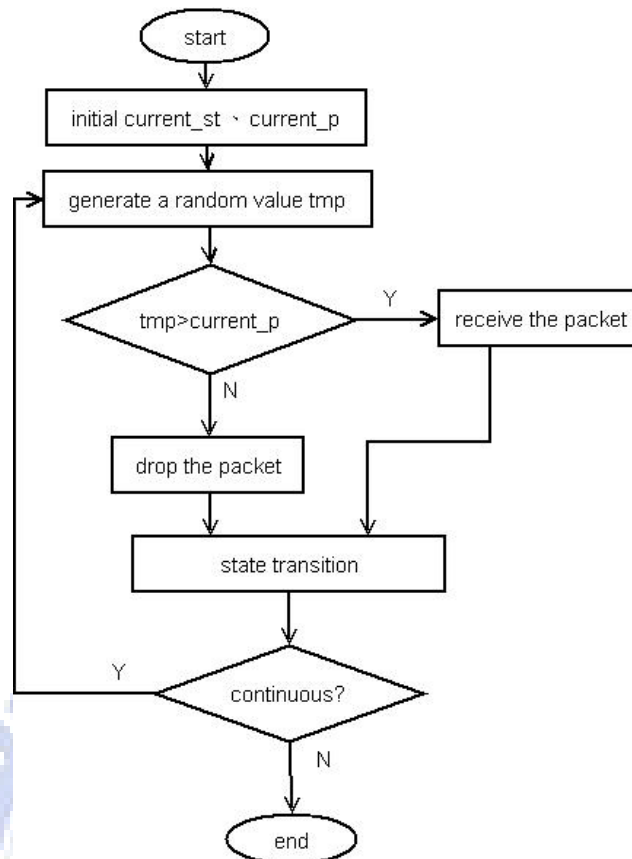 start
initial current_st、current_p
generate a random value tmp
tmp>current_p
Y
receive the packet
N
drop the packet
state transition
Y
continuous?
N
end